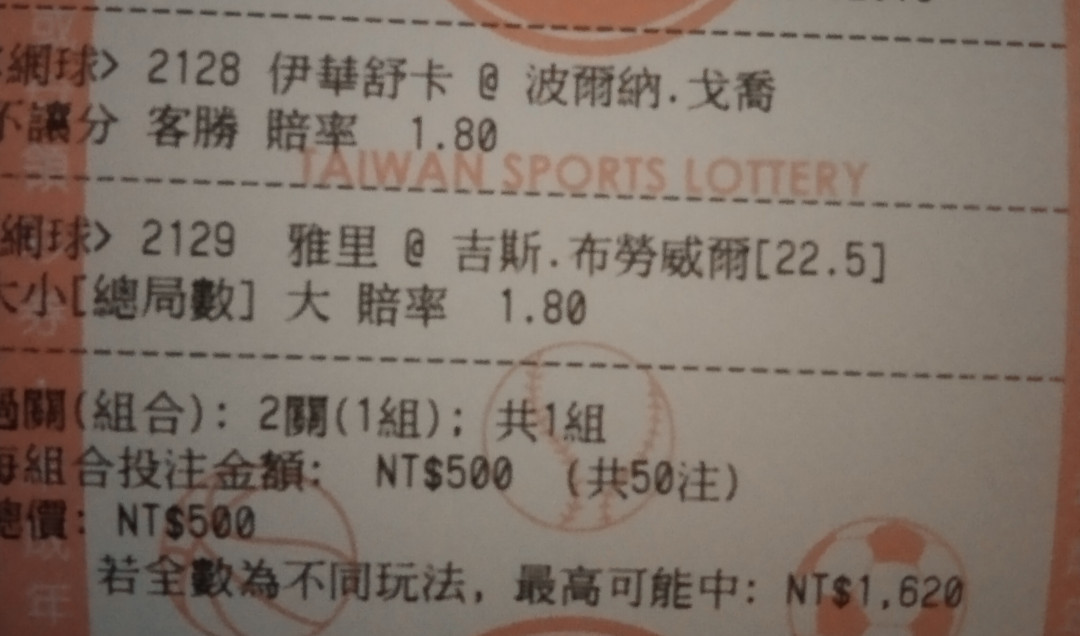 網球> 2128 伊華舒卡 @ 波爾納.戈喬
不讓分 客勝 賠率 1.80
TAIWAN SPORTS LOTTERY
網球> 2129 雅里 @ 吉斯.布勞威爾[22.5]
大小[總局數] 大 賠率 1.80
過關(組合): 2關(1組); 共1組
每組合投注金額: NT$500 (共50注)
總價: NT$500
若全數為不同玩法, 最高可能中: NT$1,620